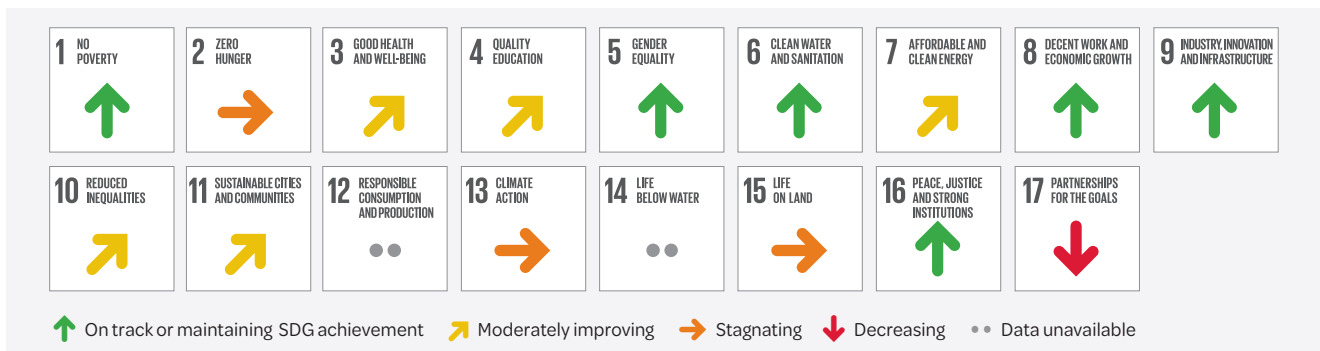 1 NO
POVERTY
2 ZERO
HUNGER
3 GOOD HEALTH
AND WELL-BEING
4 QUALITY
EDUCATION
5 GENDER
EQUALITY
6 CLEAN WATER
AND SANITATION
7 AFFORDABLE AND
CLEAN ENERGY
8 DECENT WORK AND
ECONOMIC GROWTH
9 INDUSTRY, INNOVATION
AND INFRASTRUCTURE
10 REDUCED
INEQUALITIES
11 SUSTAINABLE CITIES
AND COMMUNITIES
12 RESPONSIBLE
CONSUMPTION
AND PRODUCTION
13 CLIMATE
ACTION
14 LIFE
BELOW WATER
15 LIFE
ON LAND
16 PEACE, JUSTICE
AND STRONG
INSTITUTIONS
17 PARTNERSHIPS
FOR THE GOALS
On track or maintaining SDG achievement Moderately improving Stagnating Decreasing Data unavailable